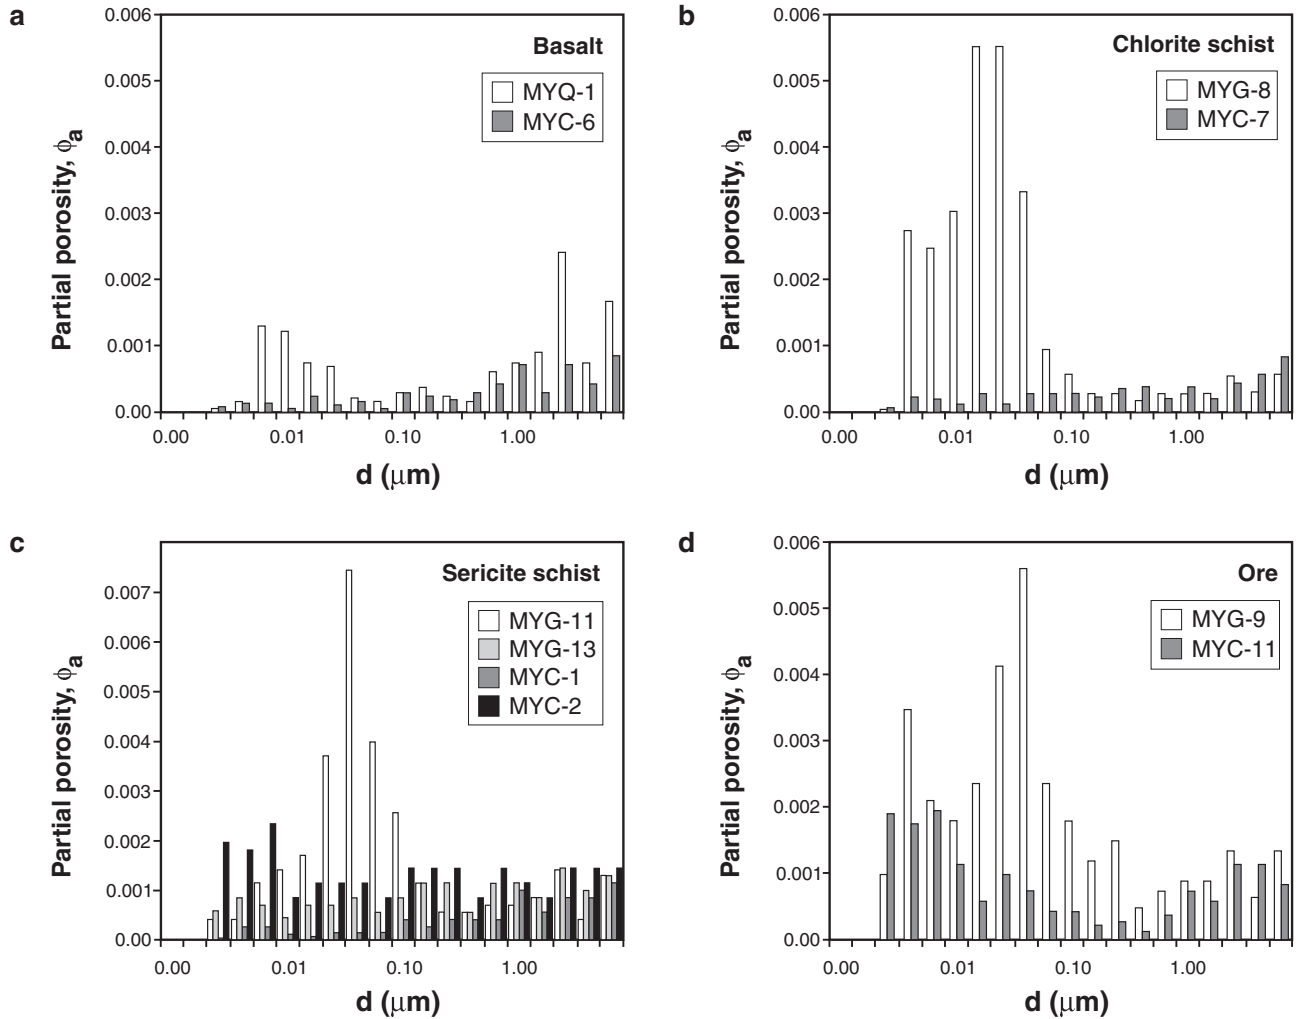 a
0.006
0.005
0.004
0.003
0.002
0.001
0.00
Partial porosity, ϕa
Basalt
MYQ-1
MYC-6
0.00 0.01 0.10 1.00
d (μm)
b
0.006
0.005
0.004
0.003
0.002
0.001
0.00
Partial porosity, ϕa
Chlorite schist
MYG-8
MYC-7
0.00 0.01 0.10 1.00
d (μm)
c
0.007
0.006
0.005
0.004
0.003
0.002
0.001
0.00
Partial porosity, ϕa
Sericite schist
MYG-11
MYG-13
MYC-1
MYC-2
0.00 0.01 0.10 1.00
d (μm)
d
0.006
0.005
0.004
0.003
0.002
0.001
0.00
Partial porosity, ϕa
Ore
MYG-9
MYC-11
0.00 0.01 0.10 1.00
d (μm)